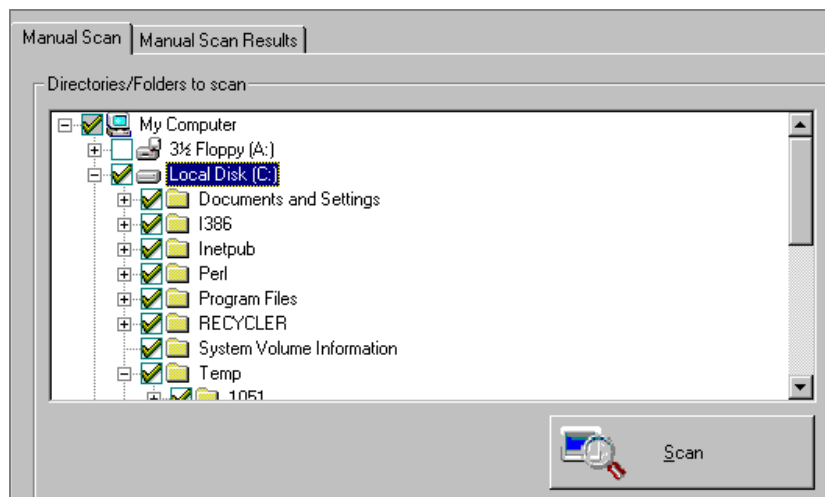 Manual Scan Manual Scan Results
Directories/Folders to scan
My Computer
3½ Floppy (A:)
Local Disk (C:)
Documents and Settings
I386
Inetpub
Perl
Program Files
RECYCLER
System Volume Information
Temp
1051
Scan